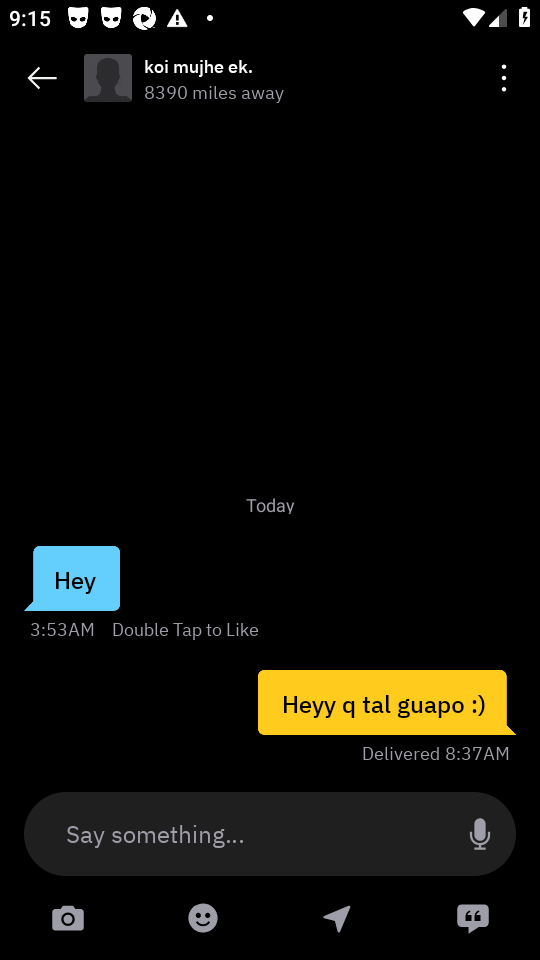 9:15
koi mujhe ek.
8390 miles away
Today
Hey
3:53AM Double Tap to Like
Heyy q tal guapo :)
Delivered 8:37AM
Say something...